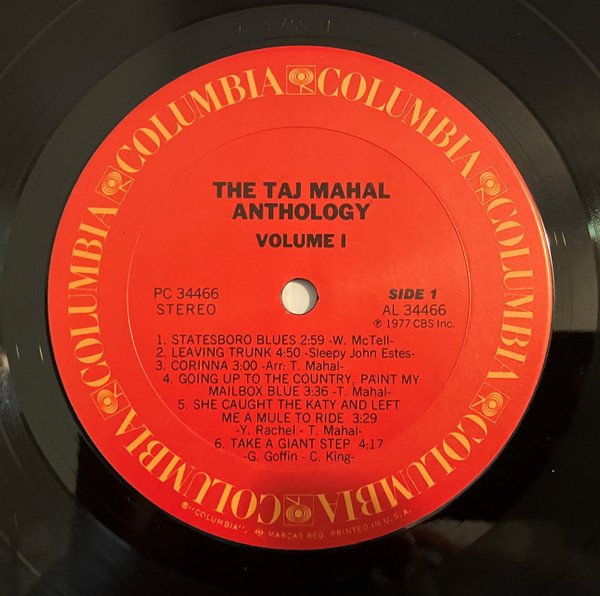 COLUMBIA COLUMBIA COLUMBIA COLUMBIA COLUMBIA COLUMBIA
THE TAJ MAHAL
ANTHOLOGY
VOLUME I
PC 34466
STEREO
SIDE 1
AL 34466
℗ 1977 CBS Inc.
1. STATESBORO BLUES 2:59 -W. McTell-
2. LEAVING TRUNK 4:50 -Sleepy John Estes-
3. CORINNA 3:00 -Arr: T. Mahal-
4. GOING UP TO THE COUNTRY, PAINT MY
MAILBOX BLUE 3:36 -T. Mahal-
5. SHE CAUGHT THE KATY AND LEFT
ME A MULE TO RIDE 3:29
-Y. Rachel - T. Mahal-
6. TAKE A GIANT STEP 4:17
-G. Goffin - C. King-
"COLUMBIA", MARCAS REG. PRINTED IN U.S.A.